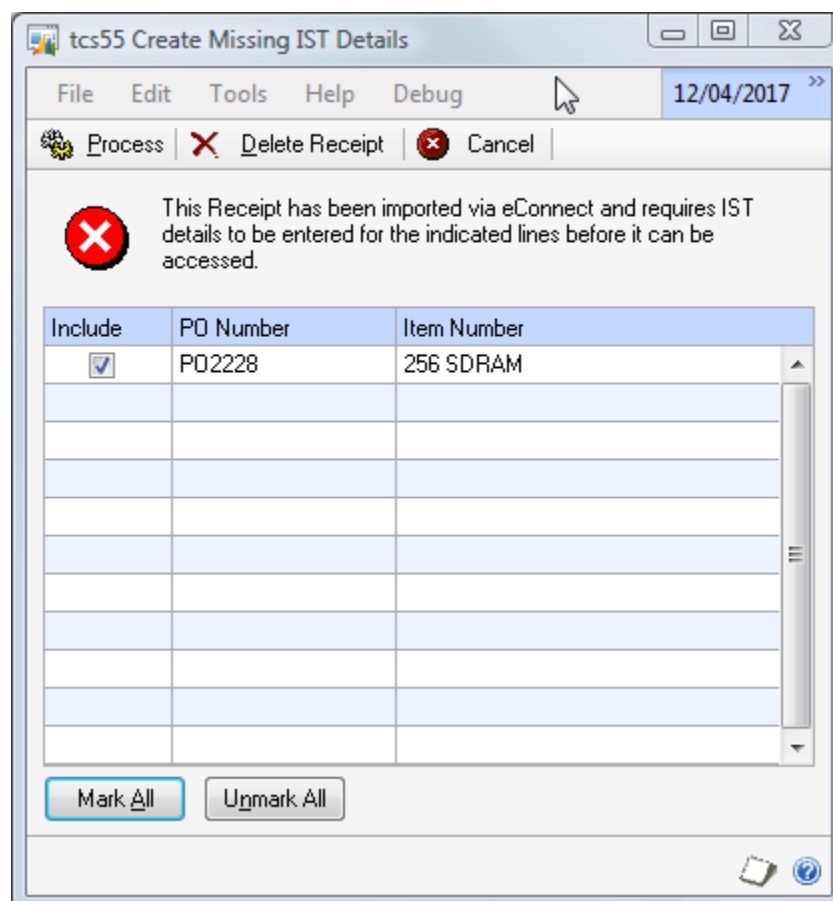 tcs55 Create Missing IST Details
File Edit Tools Help Debug 12/04/2017 »
Process Delete Receipt Cancel
This Receipt has been imported via eConnect and requires IST
details to be entered for the indicated lines before it can be
accessed.
Include PO Number Item Number
PO2228 256 SDRAM
Mark All Unmark All